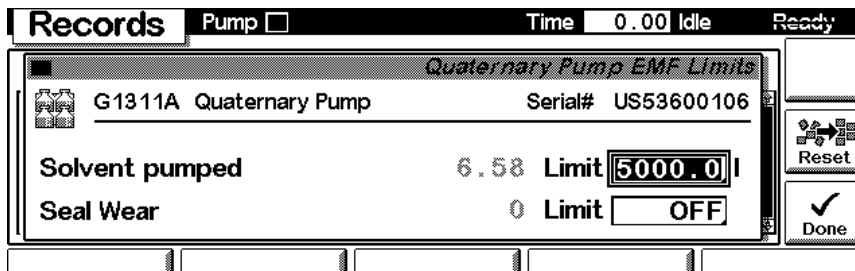 Records Pump Time 0.00 Idle Ready
Quaternary Pump EMF Limits
G1311A Quaternary Pump Serial# US53600106
Reset
Solvent pumped 6.58 Limit 5000.0 l
Seal Wear 0 Limit OFF
Done